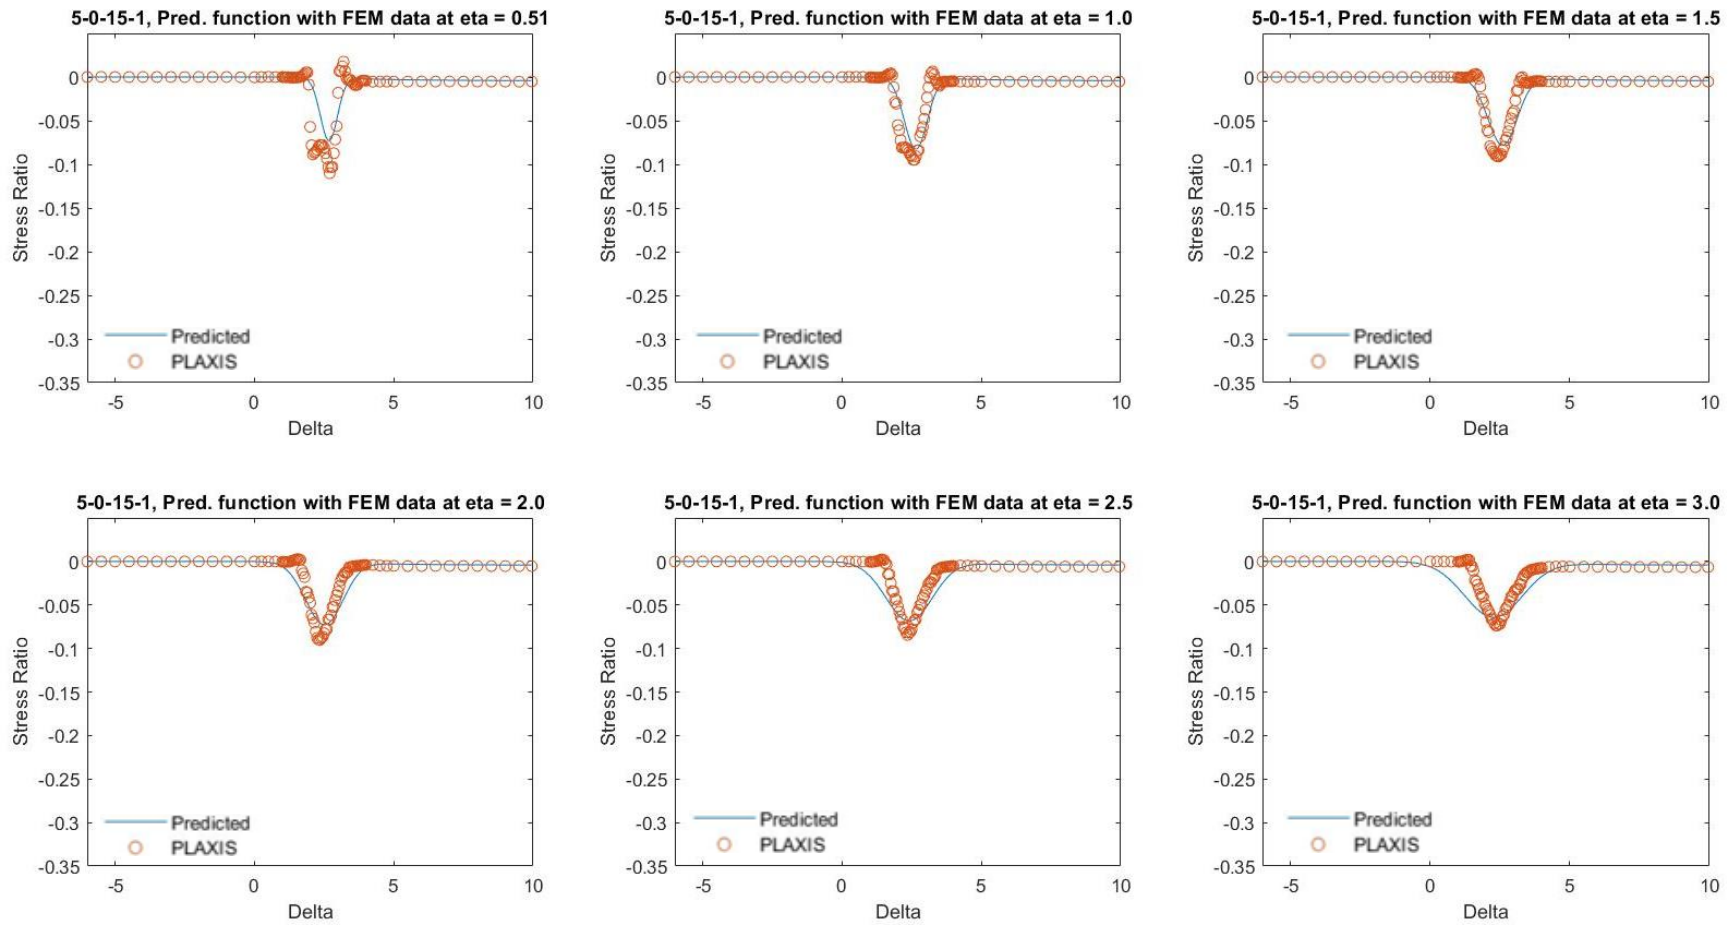 5-0-15-1, Pred. function with FEM data at eta = 0.51
0
-0.05
-0.1
-0.15
-0.2
-0.25
-0.3
-0.35
Stress Ratio
Predicted
PLAXIS
-5
0
5
10
Delta
5-0-15-1, Pred. function with FEM data at eta = 1.0
0
-0.05
-0.1
-0.15
-0.2
-0.25
-0.3
-0.35
Stress Ratio
Predicted
PLAXIS
-5
0
5
10
Delta
5-0-15-1, Pred. function with FEM data at eta = 1.5
0
-0.05
-0.1
-0.15
-0.2
-0.25
-0.3
-0.35
Stress Ratio
Predicted
PLAXIS
-5
0
5
10
Delta
5-0-15-1, Pred. function with FEM data at eta = 2.0
0
-0.05
-0.1
-0.15
-0.2
-0.25
-0.3
-0.35
Stress Ratio
Predicted
PLAXIS
-5
0
5
10
Delta
5-0-15-1, Pred. function with FEM data at eta = 2.5
0
-0.05
-0.1
-0.15
-0.2
-0.25
-0.3
-0.35
Stress Ratio
Predicted
PLAXIS
-5
0
5
10
Delta
5-0-15-1, Pred. function with FEM data at eta = 3.0
0
-0.05
-0.1
-0.15
-0.2
-0.25
-0.3
-0.35
Stress Ratio
Predicted
PLAXIS
-5
0
5
10
Delta